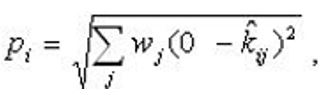 $p_i = \sqrt{\sum_j w_j (0 - \hat{k}_{ij})^2}$ ,